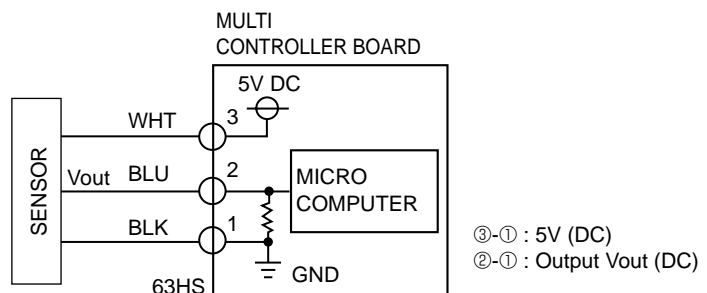 MULTI
CONTROLLER BOARD
5V DC
WHT
3
SENSOR
Vout
BLU
2
MICRO
COMPUTER
BLK
1
GND
63HS
③-① : 5V (DC)
②-① : Output Vout (DC)